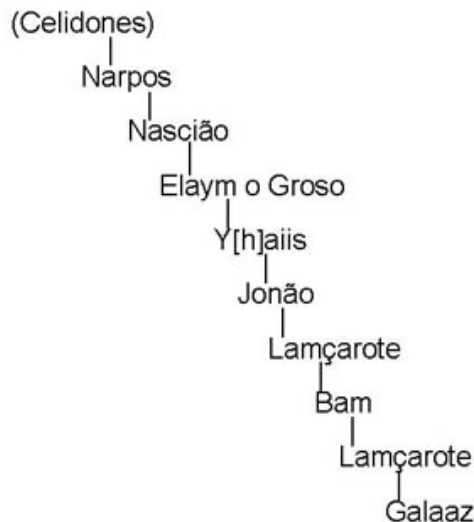 (Celidones)
Narpos
Nascião
Elaym o Groso
Y[h]aiis
Jonão
Lamçarote
Bam
Lamçarote
Galaaz